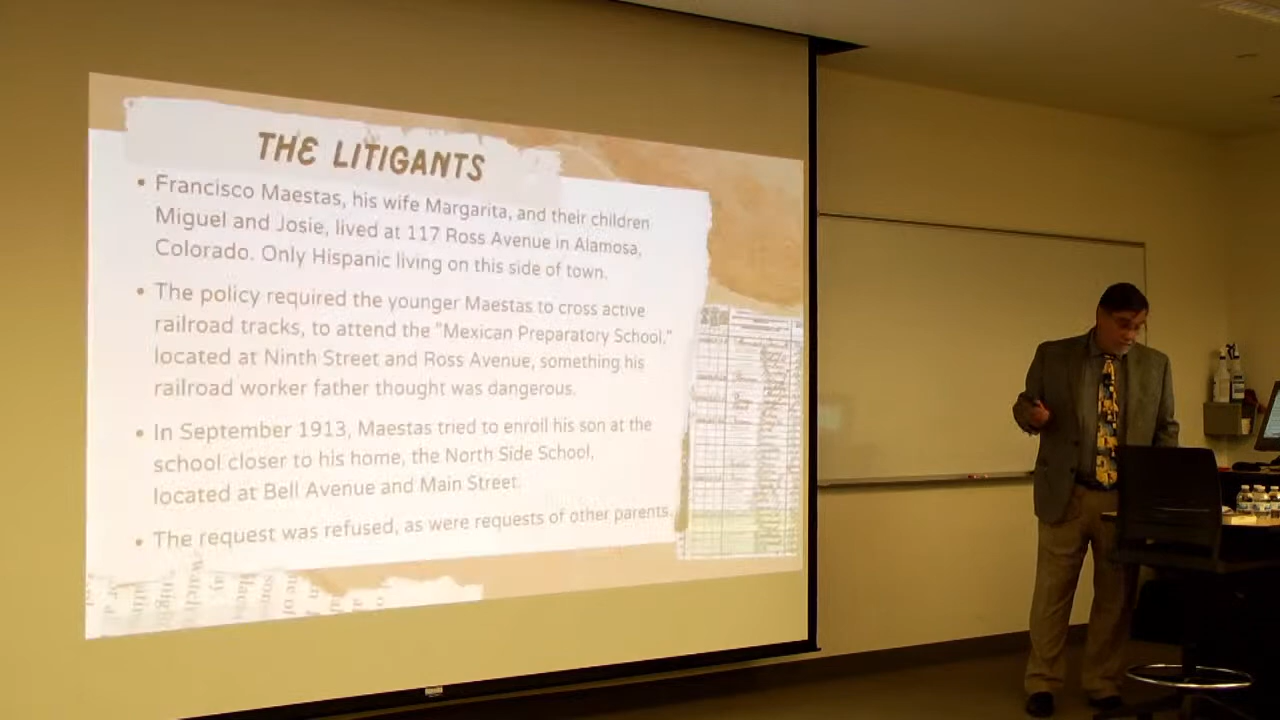 THE LITIGANTS
• Francisco Maestas, his wife Margarita, and their children
Miguel and Josie, lived at 117 Ross Avenue in Alamosa,
Colorado. Only Hispanic living on this side of town.
• The policy required the younger Maestas to cross active
railroad tracks, to attend the "Mexican Preparatory School,"
located at Ninth Street and Ross Avenue, something his
railroad worker father thought was dangerous.
• In September 1913, Maestas tried to enroll his son at the
school closer to his home, the North Side School,
located at Bell Avenue and Main Street.
• The request was refused, as were requests of other parents.